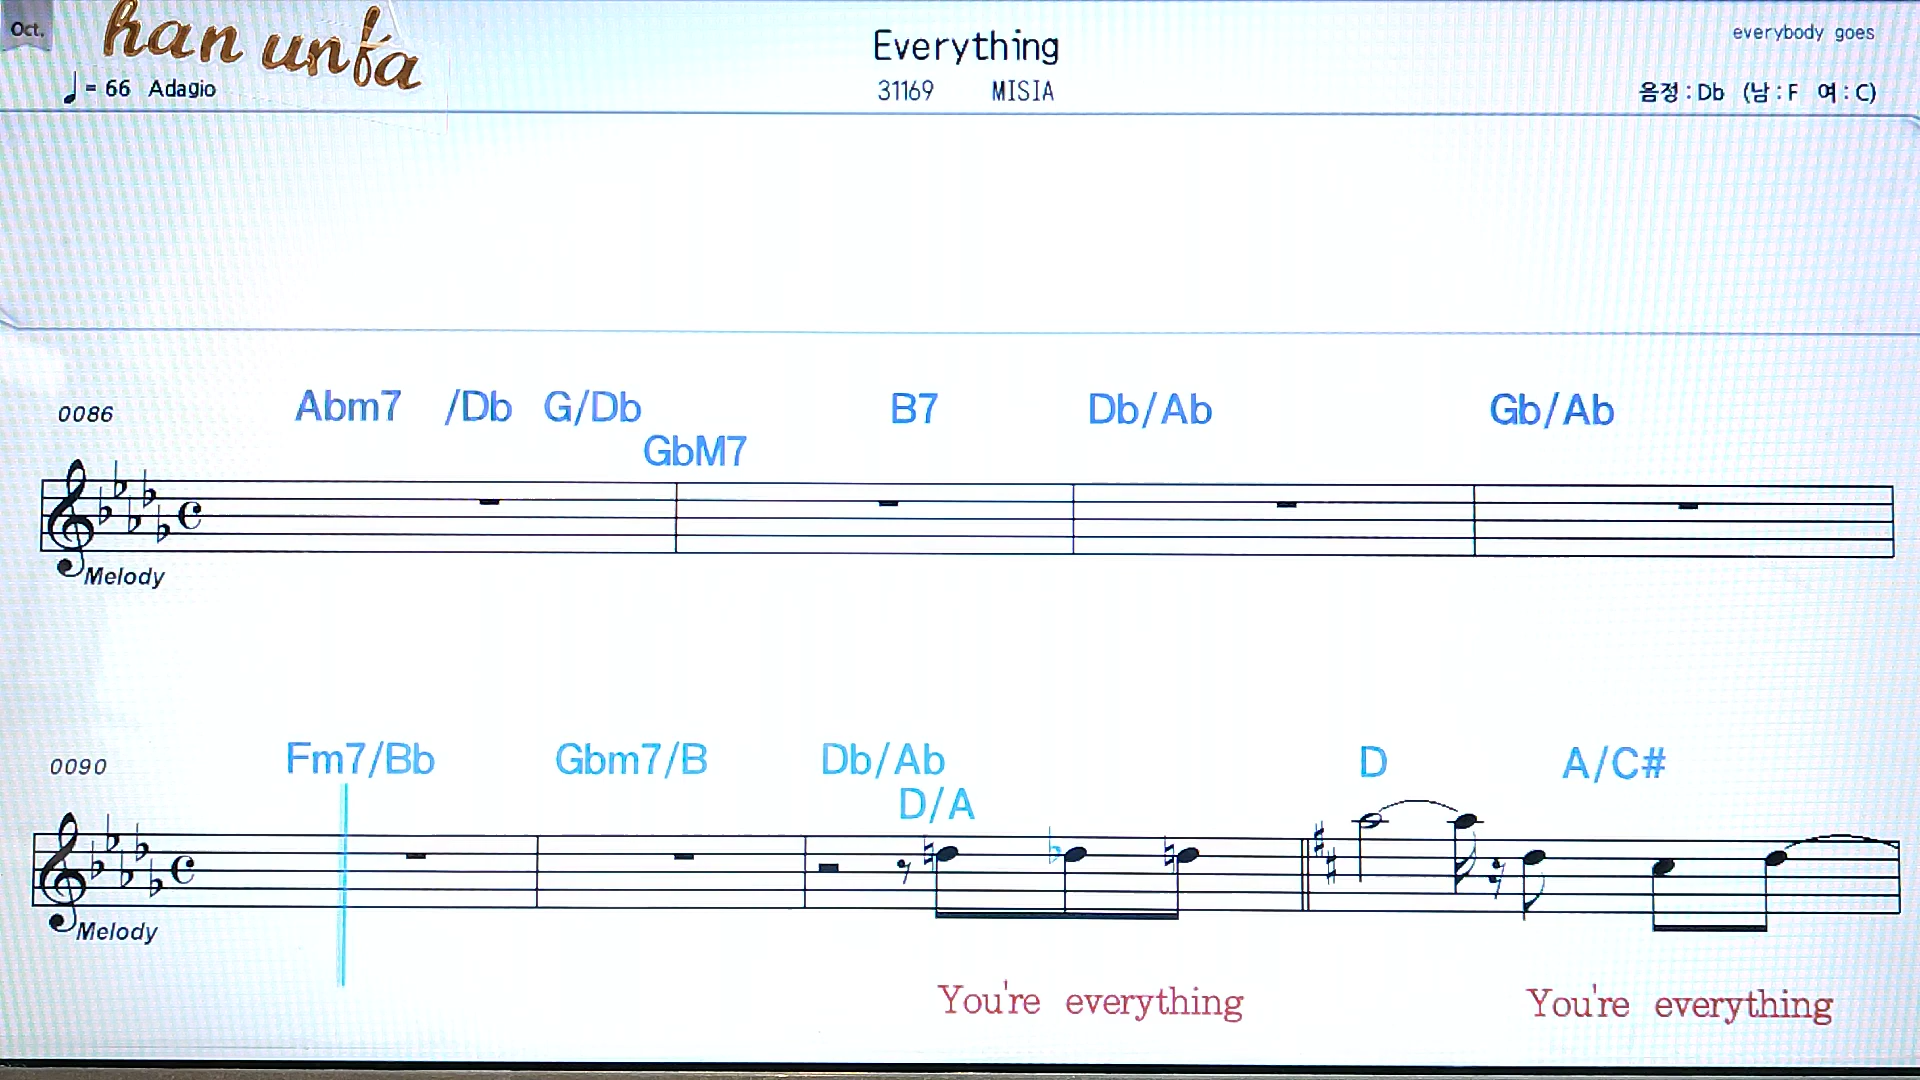 Oct.
han unfa
everybody goes
Everything
= 66 Adagio
31169 MISIA
음정 : Db (남 : F 여 : C)
0086
Abm7 /Db G/Db B7 Db/Ab Gb/Ab
GbM7
Melody
0090
Fm7/Bb Gbm7/B Db/Ab D A/C#
D/A
Melody
You're everything You're everything